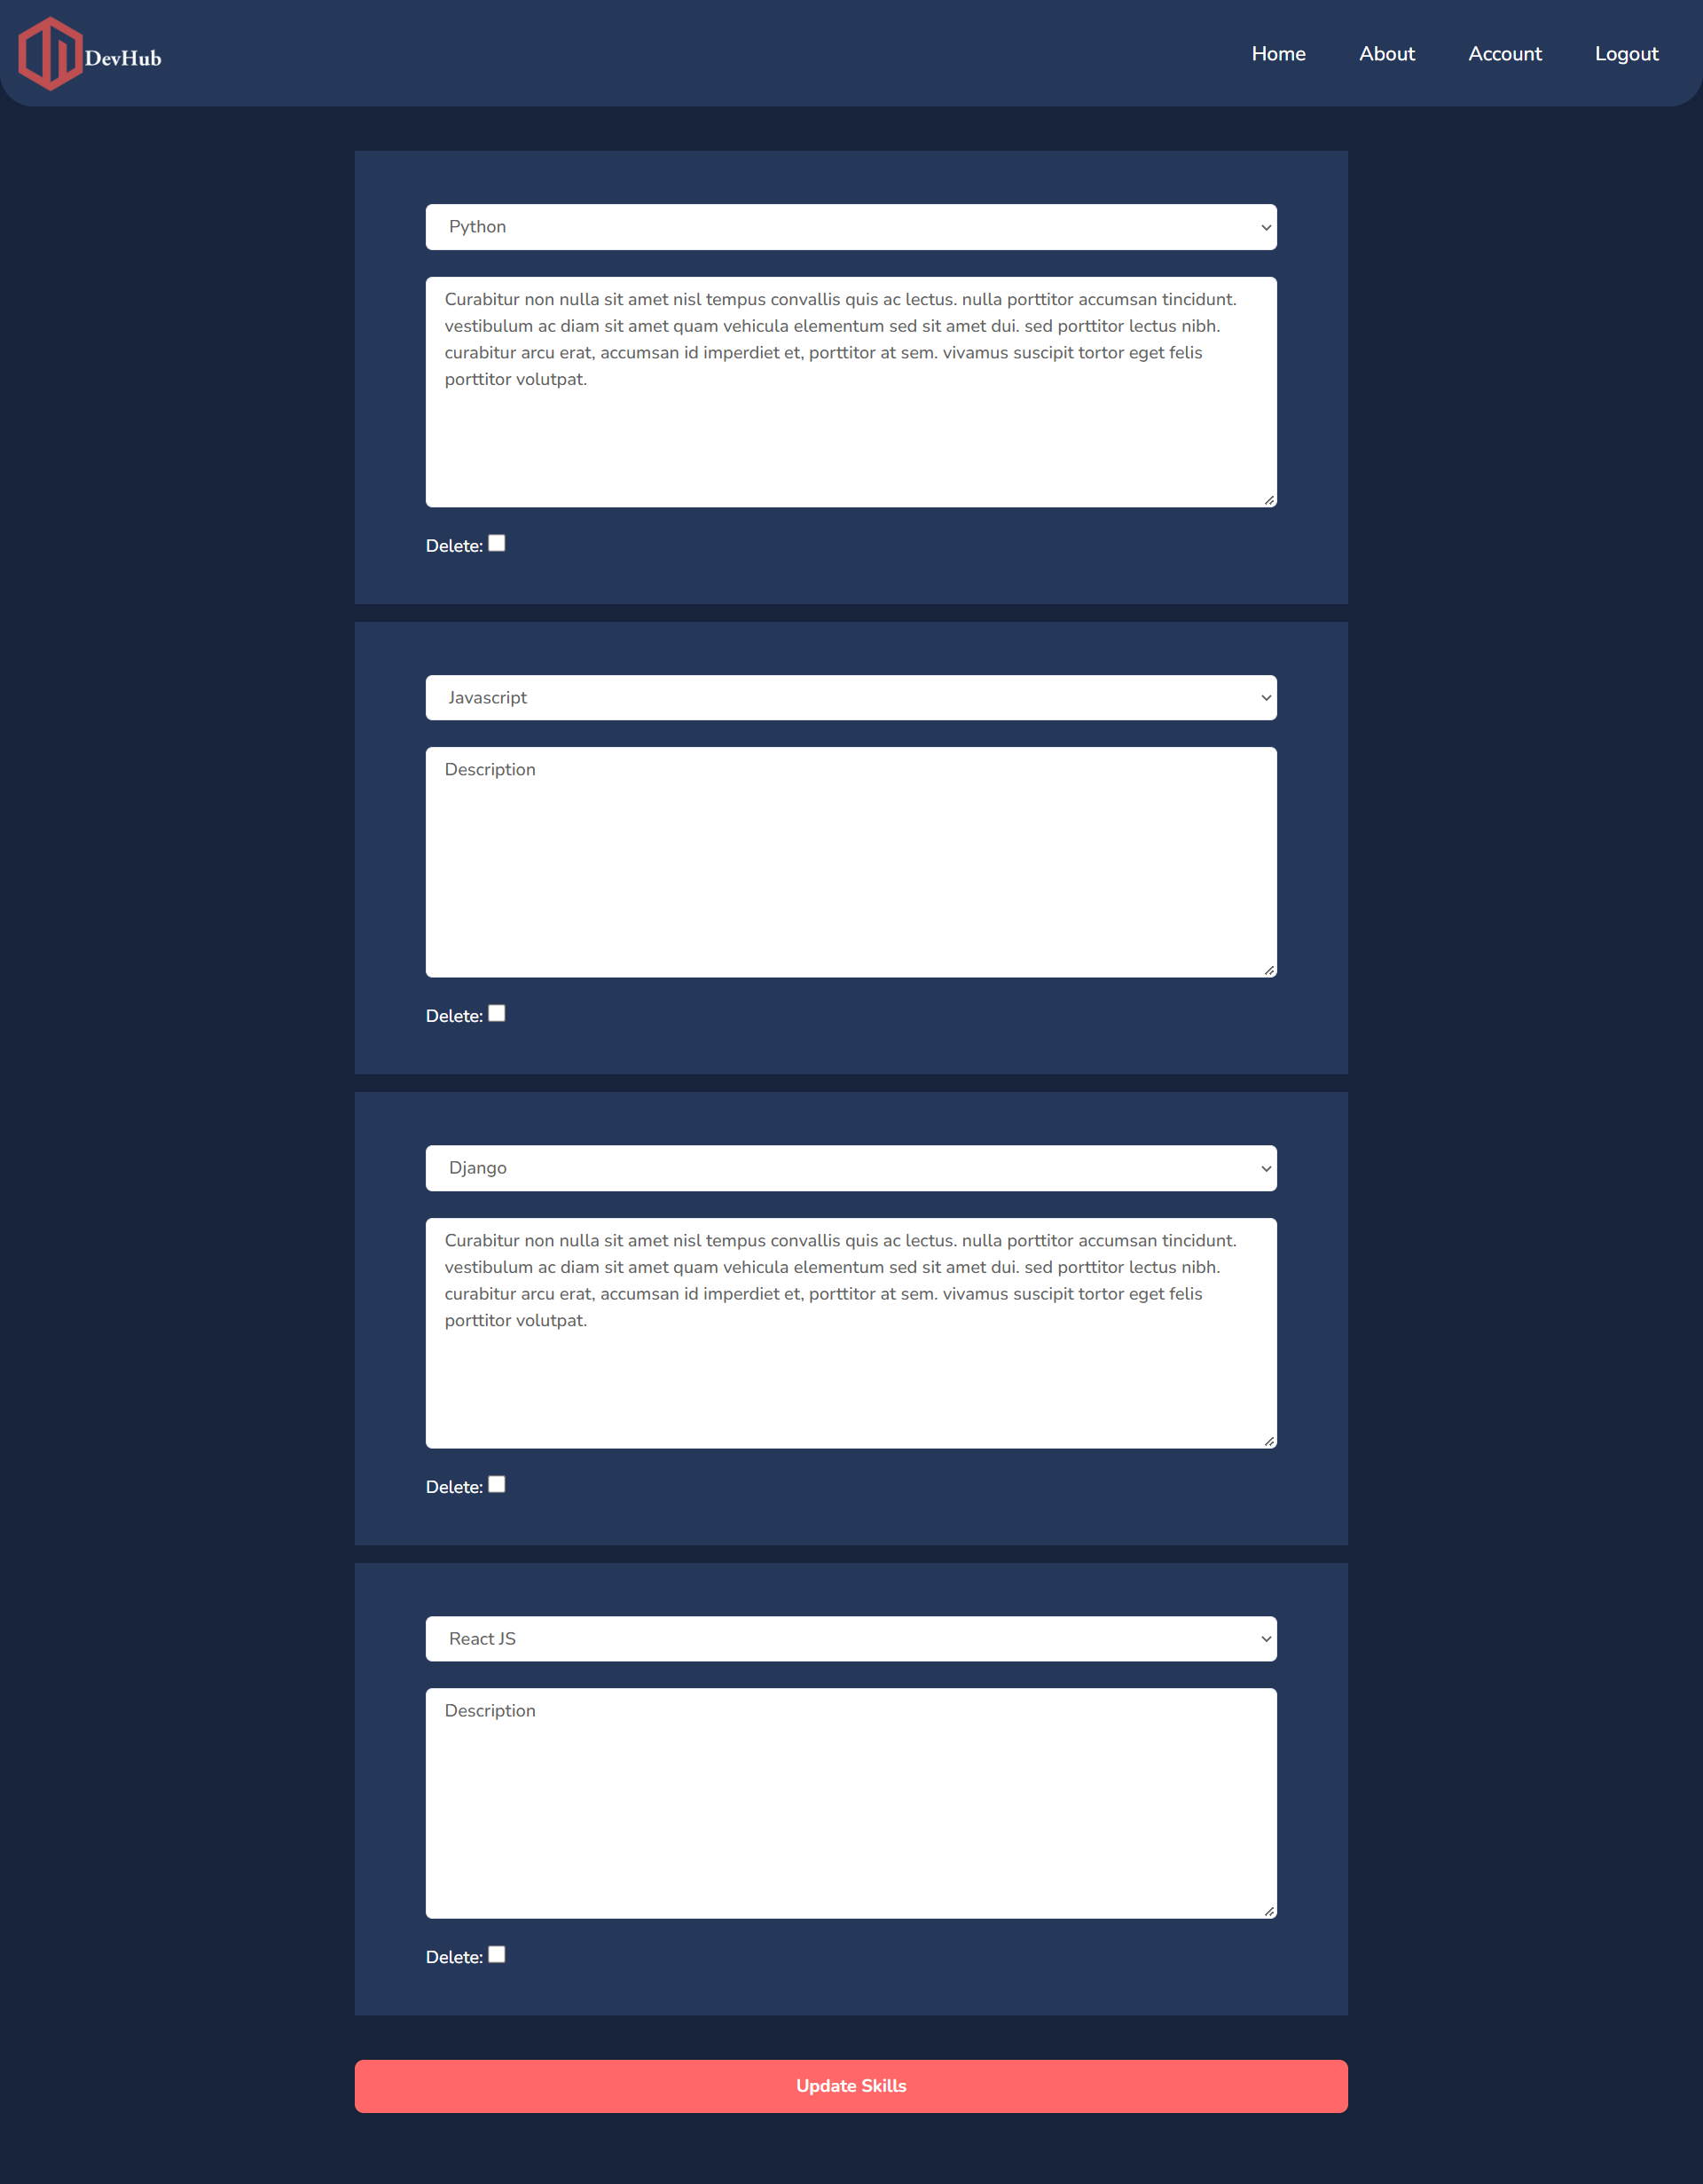 DevHub
Home About Account Logout
Python
Curabitur non nulla sit amet nisl tempus convallis quis ac lectus. nulla porttitor accumsan tincidunt.
vestibulum ac diam sit amet quam vehicula elementum sed sit amet dui. sed porttitor lectus nibh.
curabitur arcu erat, accumsan id imperdiet et, porttitor at sem. vivamus suscipit tortor eget felis
porttitor volutpat.
Delete:
Javascript
Description
Delete:
Django
Curabitur non nulla sit amet nisl tempus convallis quis ac lectus. nulla porttitor accumsan tincidunt.
vestibulum ac diam sit amet quam vehicula elementum sed sit amet dui. sed porttitor lectus nibh.
curabitur arcu erat, accumsan id imperdiet et, porttitor at sem. vivamus suscipit tortor eget felis
porttitor volutpat.
Delete:
React JS
Description
Delete:
Update Skills